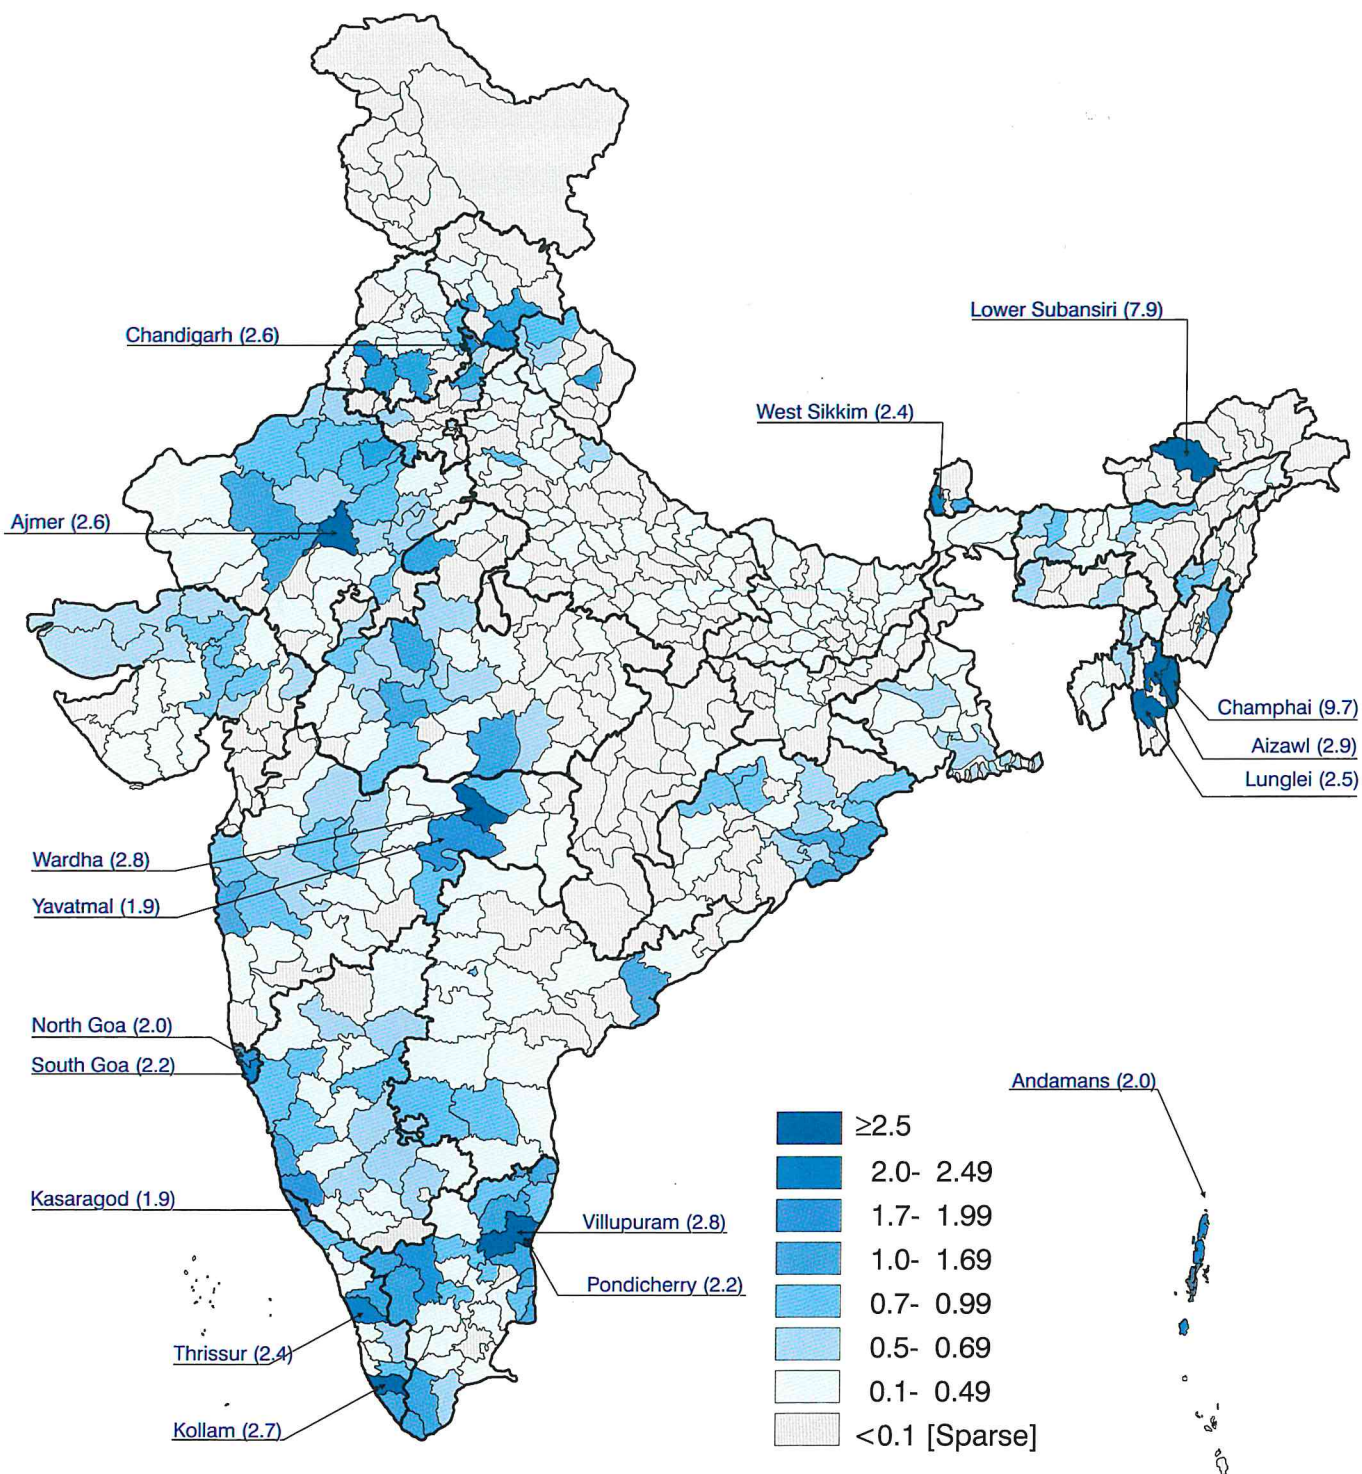 Lower Subansiri (7.9)
Chandigarh (2.6)
West Sikkim (2.4)
Ajmer (2.6)
Champhai (9.7)
Aizawl (2.9)
Lunglei (2.5)
Wardha (2.8)
Yavatmal (1.9)
North Goa (2.0)
South Goa (2.2)
Andamans (2.0)
≥2.5
2.0- 2.49
1.7- 1.99
1.0- 1.69
0.7- 0.99
0.5- 0.69
0.1- 0.49
<0.1 [Sparse]
Kasaragod (1.9)
Villupuram (2.8)
Pondicherry (2.2)
Thrissur (2.4)
Kollam (2.7)